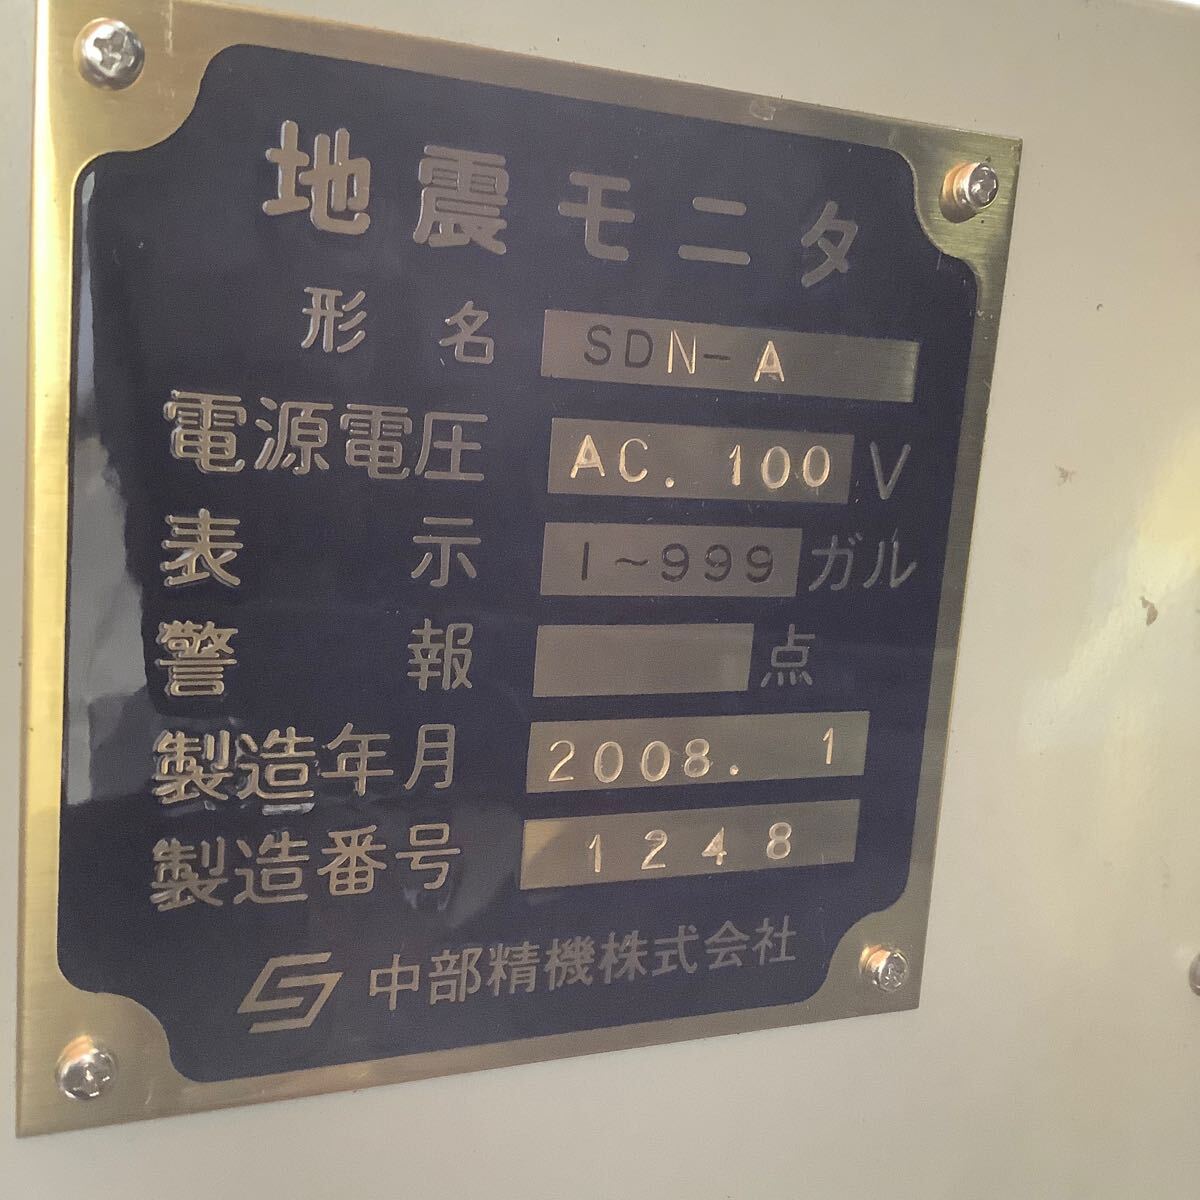 地震モニタ
形名 SDN-A
電源電圧 AC. 100 V
表示 1~999 ガル
警報 点
製造年月 2008. 1
製造番号 1248
中部精機株式会社